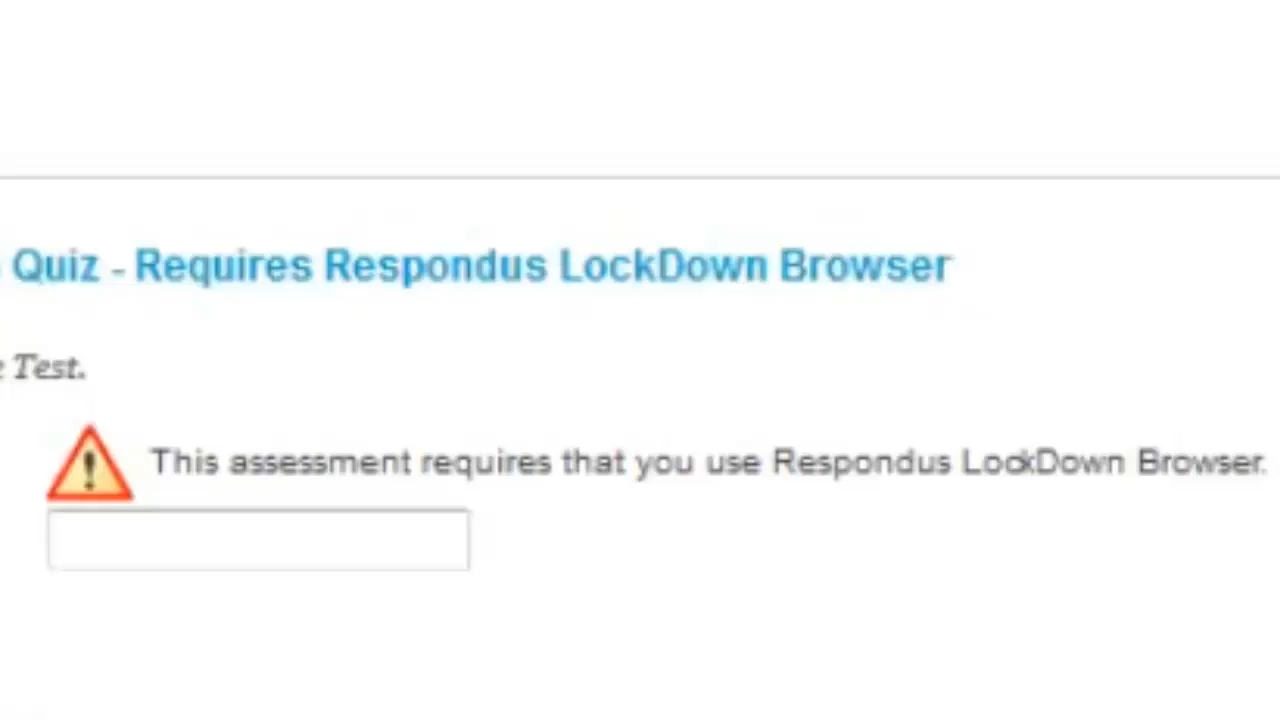 Quiz - Requires Respondus LockDown Browser
Test.
This assessment requires that you use Respondus LockDown Browser.